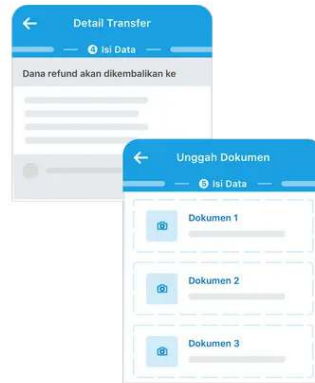 Detail Transfer
4 Isi Data
Dana refund akan dikembalikan ke
Unggah Dokumen
5 Isi Data
Dokumen 1
Dokumen 2
Dokumen 3